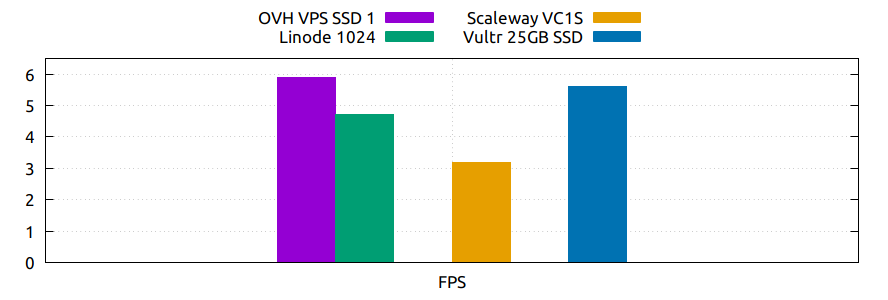 OVH VPS SSD 1
Scaleway VC1S
Linode 1024
Vultr 25GB SSD
6
5
4
3
2
1
0
FPS